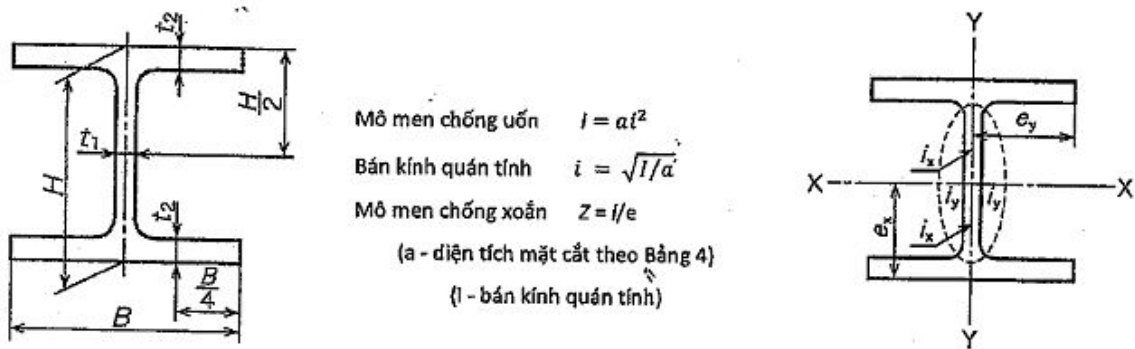 t₂
H/2
t₁
H
t₂
B/4
B
Mô men chống uốn I = ai²
Bán kính quán tính i = √I/a
Mô men chống xoắn Z = i/e
(a - diện tích mặt cắt theo Bảng 4)
(I - bán kính quán tính)
Y
e_y
i_x
X X
i_y i_y
e_x
i_x
Y